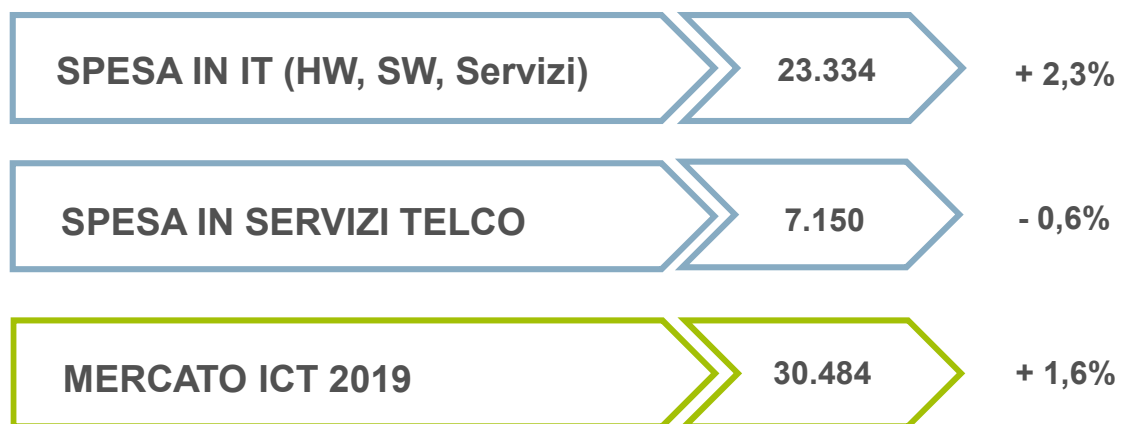 SPESA IN IT (HW, SW, Servizi) 23.334 + 2,3%
SPESA IN SERVIZI TELCO 7.150 - 0,6%
MERCATO ICT 2019 30.484 + 1,6%